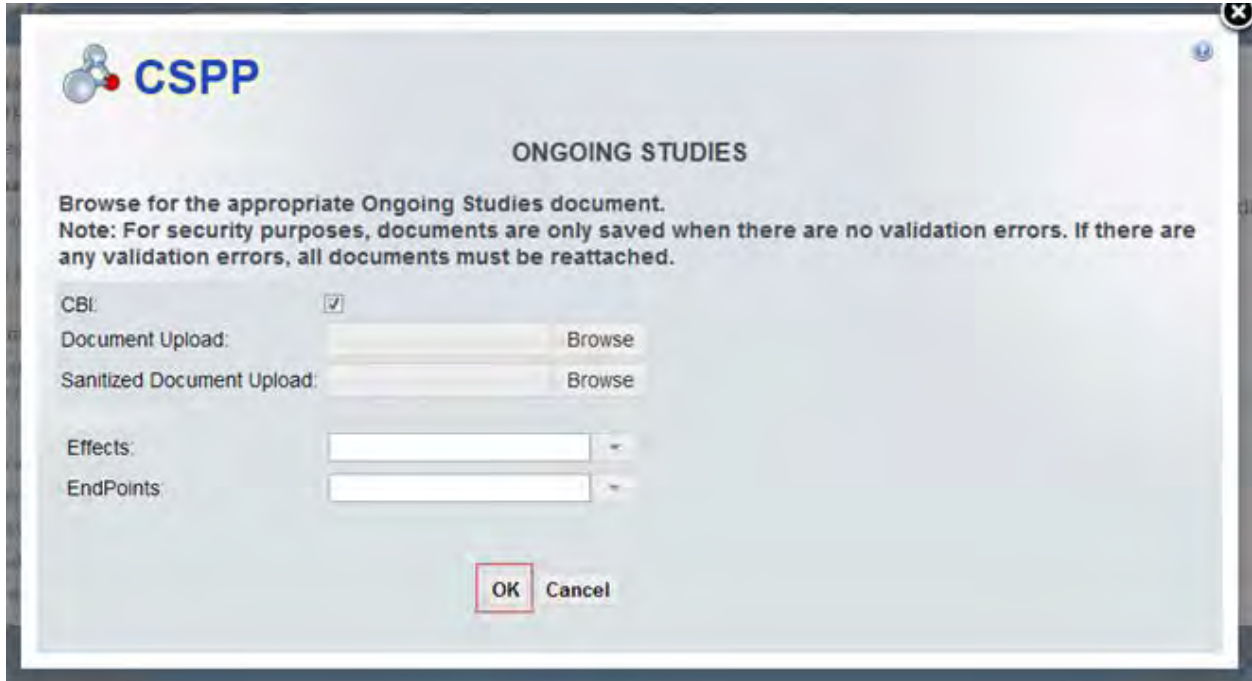 CSPP
ONGOING STUDIES
Browse for the appropriate Ongoing Studies document.
Note: For security purposes, documents are only saved when there are no validation errors. If there are
any validation errors, all documents must be reattached.
CBI:
Document Upload: Browse
Sanitized Document Upload: Browse
Effects:
EndPoints:
OK Cancel